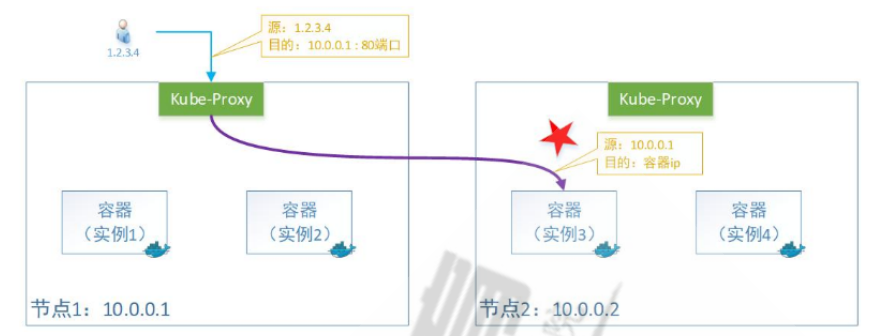 源：1.2.3.4
目的：10.0.0.1 : 80端口
1.2.3.4
Kube-Proxy
Kube-Proxy
源：10.0.0.1
目的：容器ip
容器
（实例1）
容器
（实例2）
容器
（实例3）
容器
（实例4）
节点1：10.0.0.1
节点2：10.0.0.2